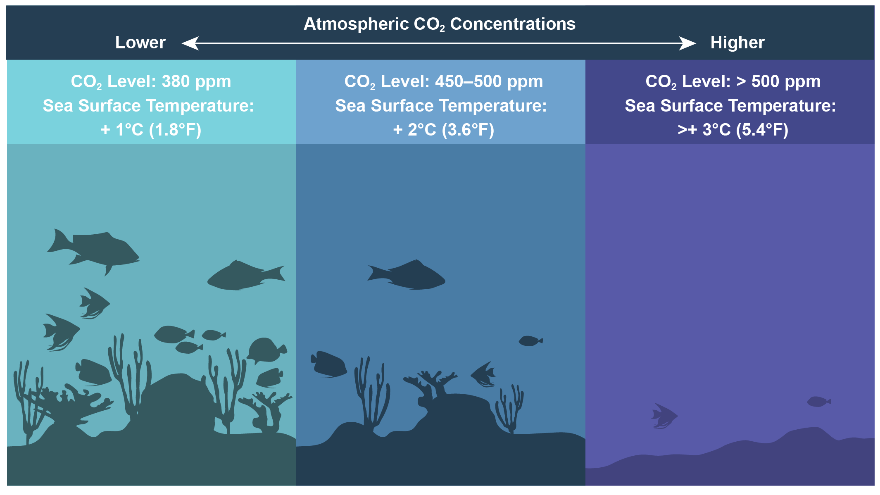 Atmospheric CO₂ Concentrations
Lower
Higher
CO₂ Level: 380 ppm
Sea Surface Temperature:
+ 1°C (1.8°F)
CO₂ Level: 450–500 ppm
Sea Surface Temperature:
+ 2°C (3.6°F)
CO₂ Level: > 500 ppm
Sea Surface Temperature:
>+ 3°C (5.4°F)